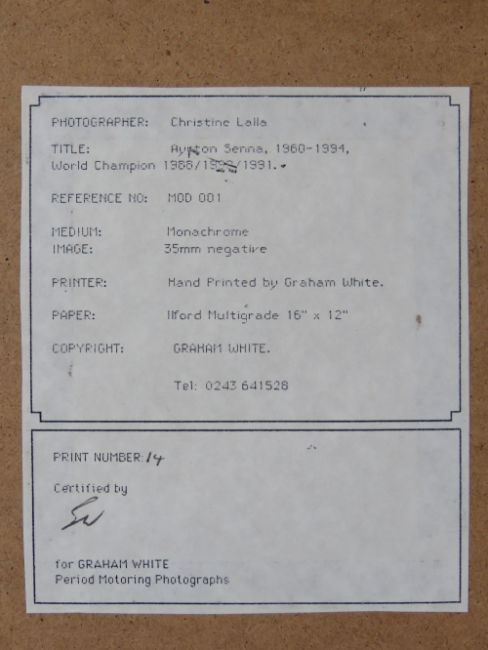 PHOTOGRAPHER: Christine Lalla
TITLE: Ayrton Senna, 1960-1994,
World Champion 1988/1990/1991.
REFERENCE NO: MOD 001
MEDIUM: Monachrome
IMAGE: 35mm negative
PRINTER: Hand Printed by Graham White.
PAPER: Ilford Multigrade 16" x 12"
COPYRIGHT: GRAHAM WHITE.
Tel: 0243 641528
PRINT NUMBER: 14
Certified by
for GRAHAM WHITE
Period Motoring Photographs